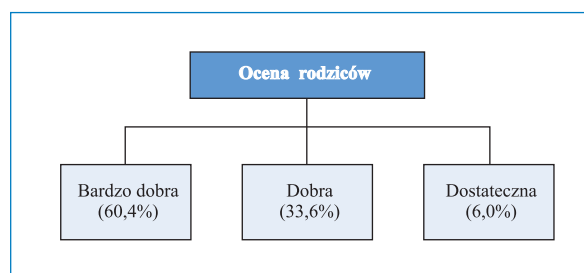 Ocena rodziców
Bardzo dobra
(60,4%)
Dobra
(33,6%)
Dostateczna
(6,0%)